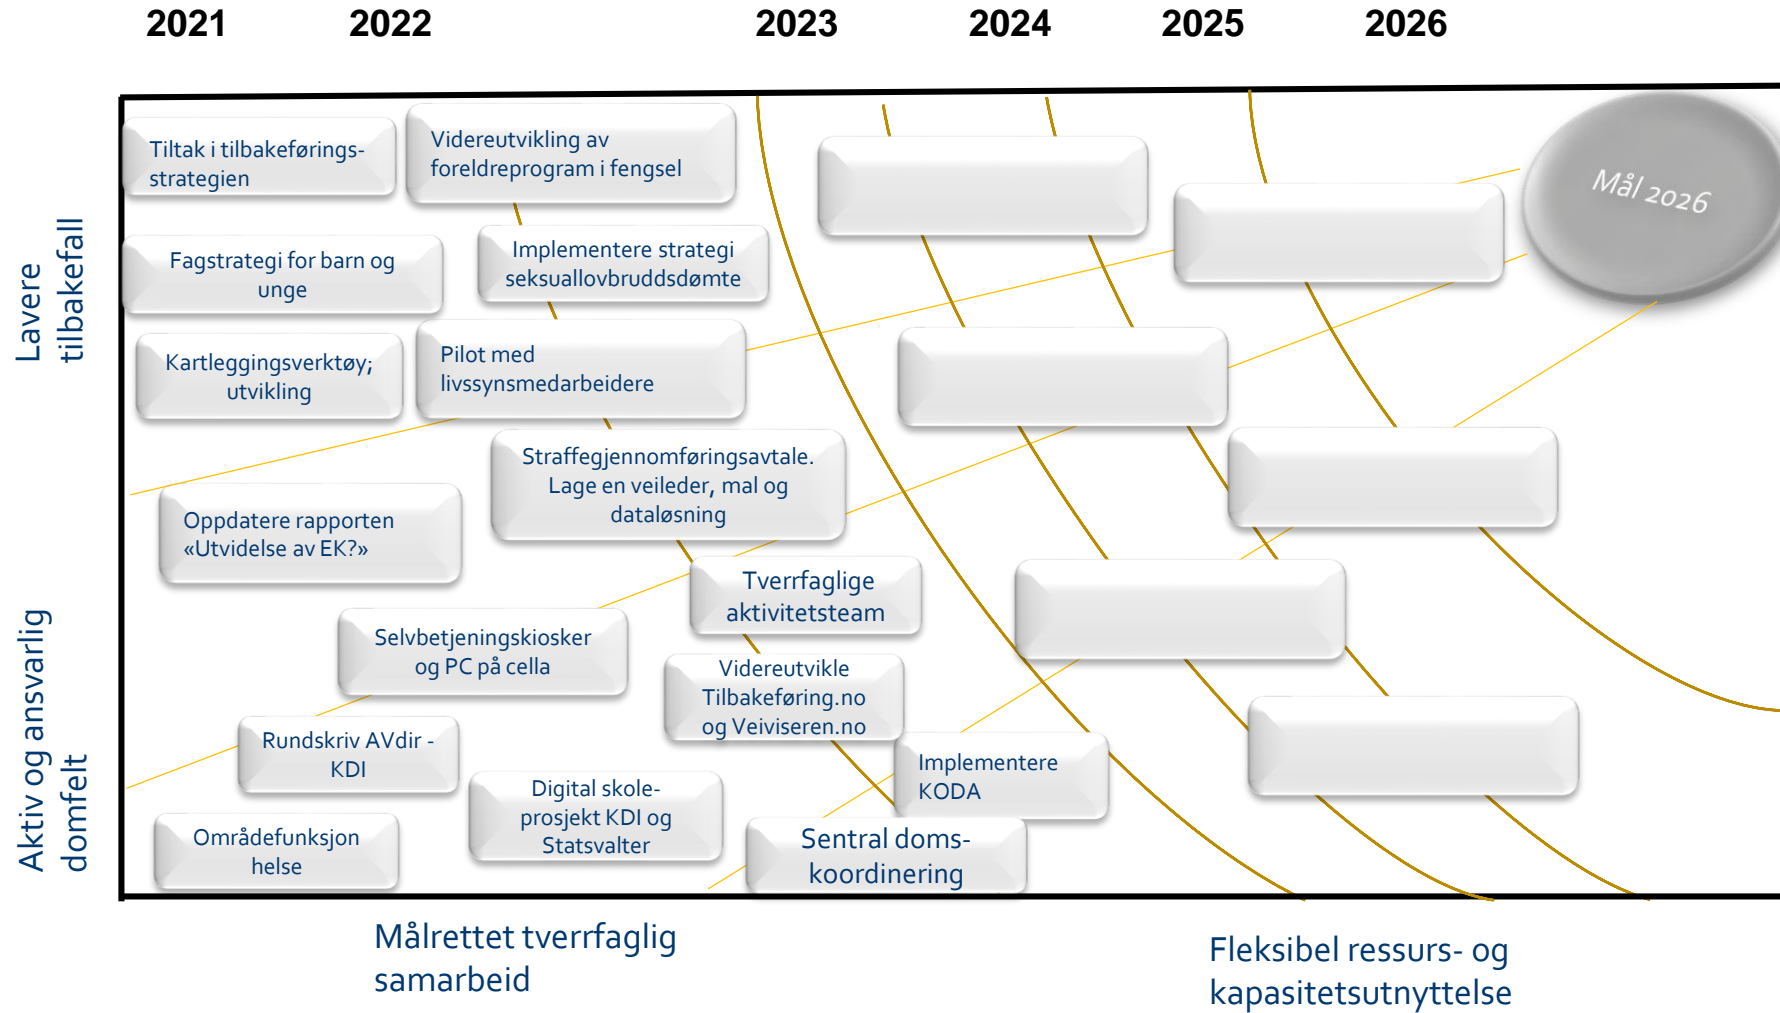 2021 2022 2023 2024 2025 2026
Lavere
tilbakefall
Aktiv og ansvarlig
domfelt
Tiltak i tilbakeførings-
strategien
Videreutvikling av
foreldreprogram i fengsel
Fagstrategi for barn og
unge
Implementere strategi
seksuallovbruddsdømte
Kartleggingsverktøy;
utvikling
Pilot med
livssynsmedarbeidere
Straffegjennomføringsavtale.
Lage en veileder, mal og
dataløsning
Oppdatere rapporten
«Utvidelse av EK?»
Tverrfaglige
aktivitetsteam
Selvbetjeningskiosker
og PC på cella
Videreutvikle
Tilbakeføring.no
og Veiviseren.no
Rundskriv AVdir -
KDI
Implementere
KODA
Digital skole-
prosjekt KDI og
Statsvalter
Områdefunksjon
helse
Sentral doms-
koordinering
Mål 2026
Målrettet tverrfaglig
samarbeid
Fleksibel ressurs- og
kapasitetsutnyttelse